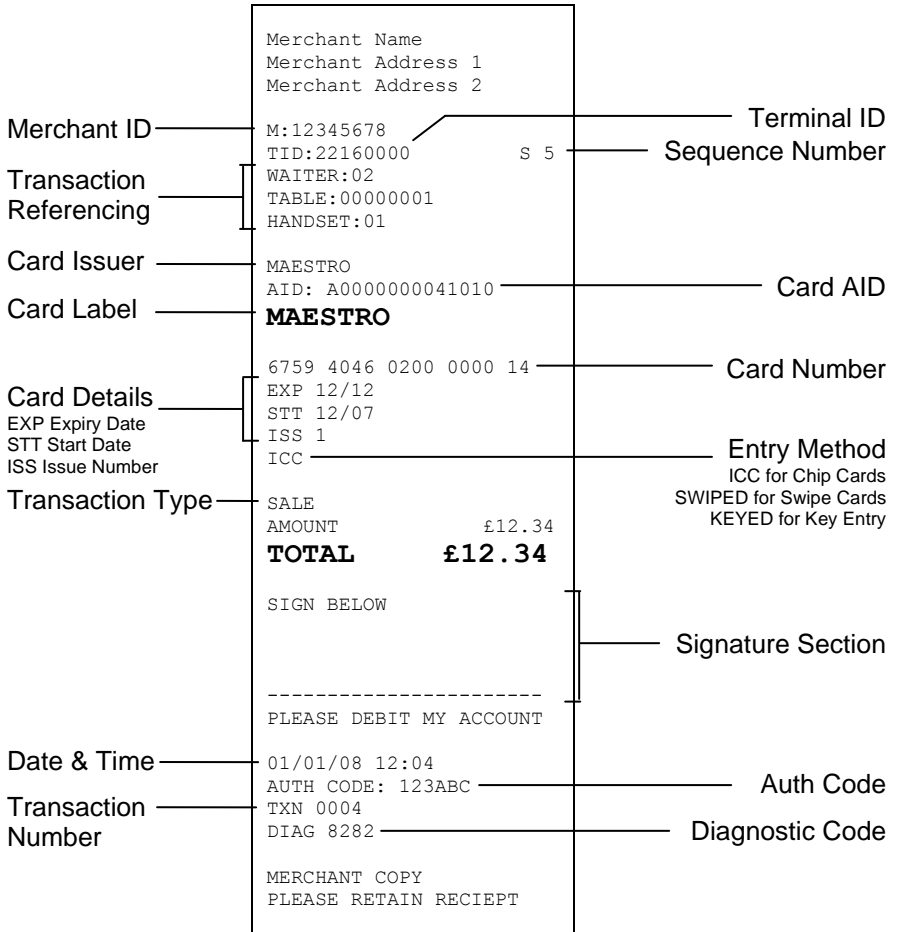 Merchant Name
Merchant Address 1
Merchant Address 2
Merchant ID
M:12345678
Terminal ID
TID:22160000 S 5
Sequence Number
Transaction
Referencing
WAITER:02
TABLE:00000001
HANDSET:01
Card Issuer
MAESTRO
AID: A0000000041010
Card AID
Card Label
MAESTRO
6759 4046 0200 0000 14
Card Number
Card Details
EXP Expiry Date
STT Start Date
ISS Issue Number
EXP 12/12
STT 12/07
ISS 1
ICC
Entry Method
ICC for Chip Cards
SWIPED for Swipe Cards
KEYED for Key Entry
Transaction Type
SALE
AMOUNT £12.34
TOTAL £12.34
SIGN BELOW
Signature Section
-----------------------
PLEASE DEBIT MY ACCOUNT
Date & Time
01/01/08 12:04
AUTH CODE: 123ABC
Auth Code
Transaction
Number
TXN 0004
DIAG 8282
Diagnostic Code
MERCHANT COPY
PLEASE RETAIN RECIEPT